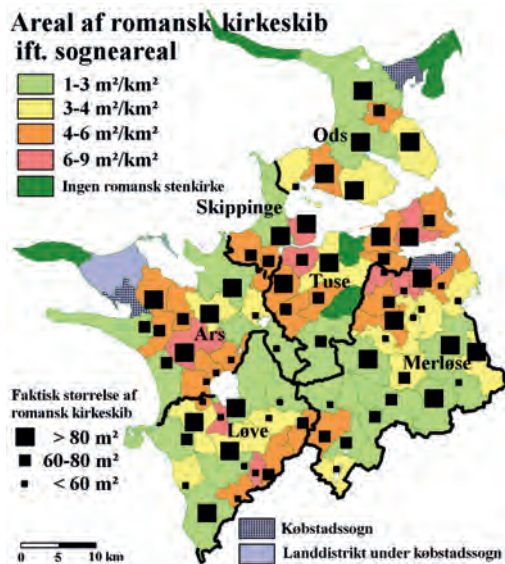 Areal af romansk kirkeskib
ift. sogneareal
1-3 m²/km²
3-4 m²/km²
4-6 m²/km²
6-9 m²/km²
Ingen romansk stenkirke
Ods
Skippinge
Tuse
Ars
Merløse
Løve
Faktisk størrelse af
romansk kirkeskib
> 80 m²
60-80 m²
< 60 m²
0 5 10 km
Købstadssogn
Landdistrikt under købstadssogn